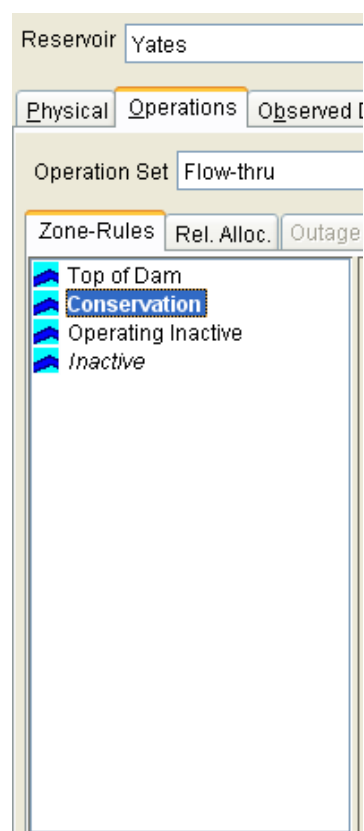 Reservoir Yates
Physical Operations Observed D
Operation Set Flow-thru
Zone-Rules Rel. Alloc. Outage
Top of Dam
Conservation
Operating Inactive
Inactive